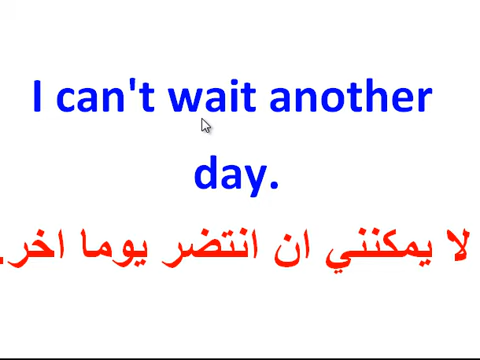 I can't wait another
day.
لا يمكنني ان انتضر يوما اخر.